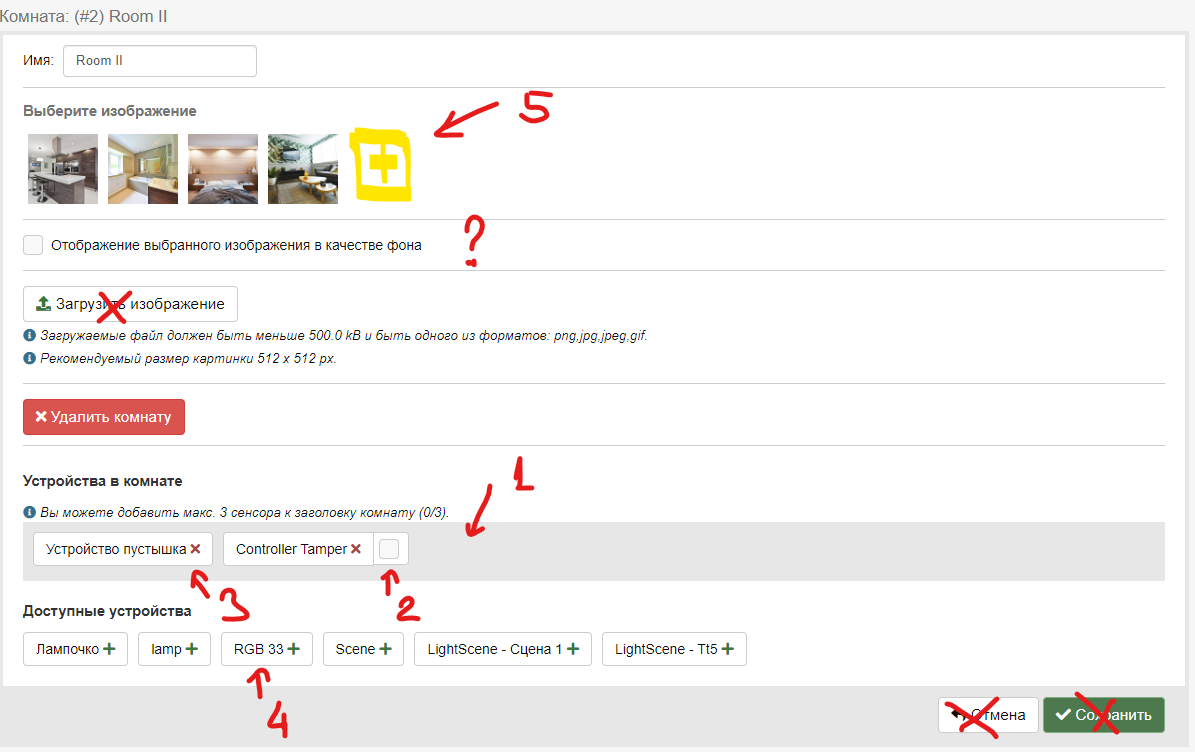 Комната: (#2) Room II
Имя: Room II
Выберите изображение
5
Отображение выбранного изображения в качестве фона
?
Загрузить изображение
Загружаемые файл должен быть меньше 500.0 kB и быть одного из форматов: png,jpg,jpeg,gif.
Рекомендуемый размер картинки 512 x 512 px.
Удалить комнату
1
Устройства в комнате
Вы можете добавить макс. 3 сенсора к заголовку комнату (0/3).
Устройство пустышка Controller Tamper
3 2
Доступные устройства
Лампочко lamp RGB 33 Scene LightScene - Сцена 1 LightScene - Tt5
4
Отмена Сохранить